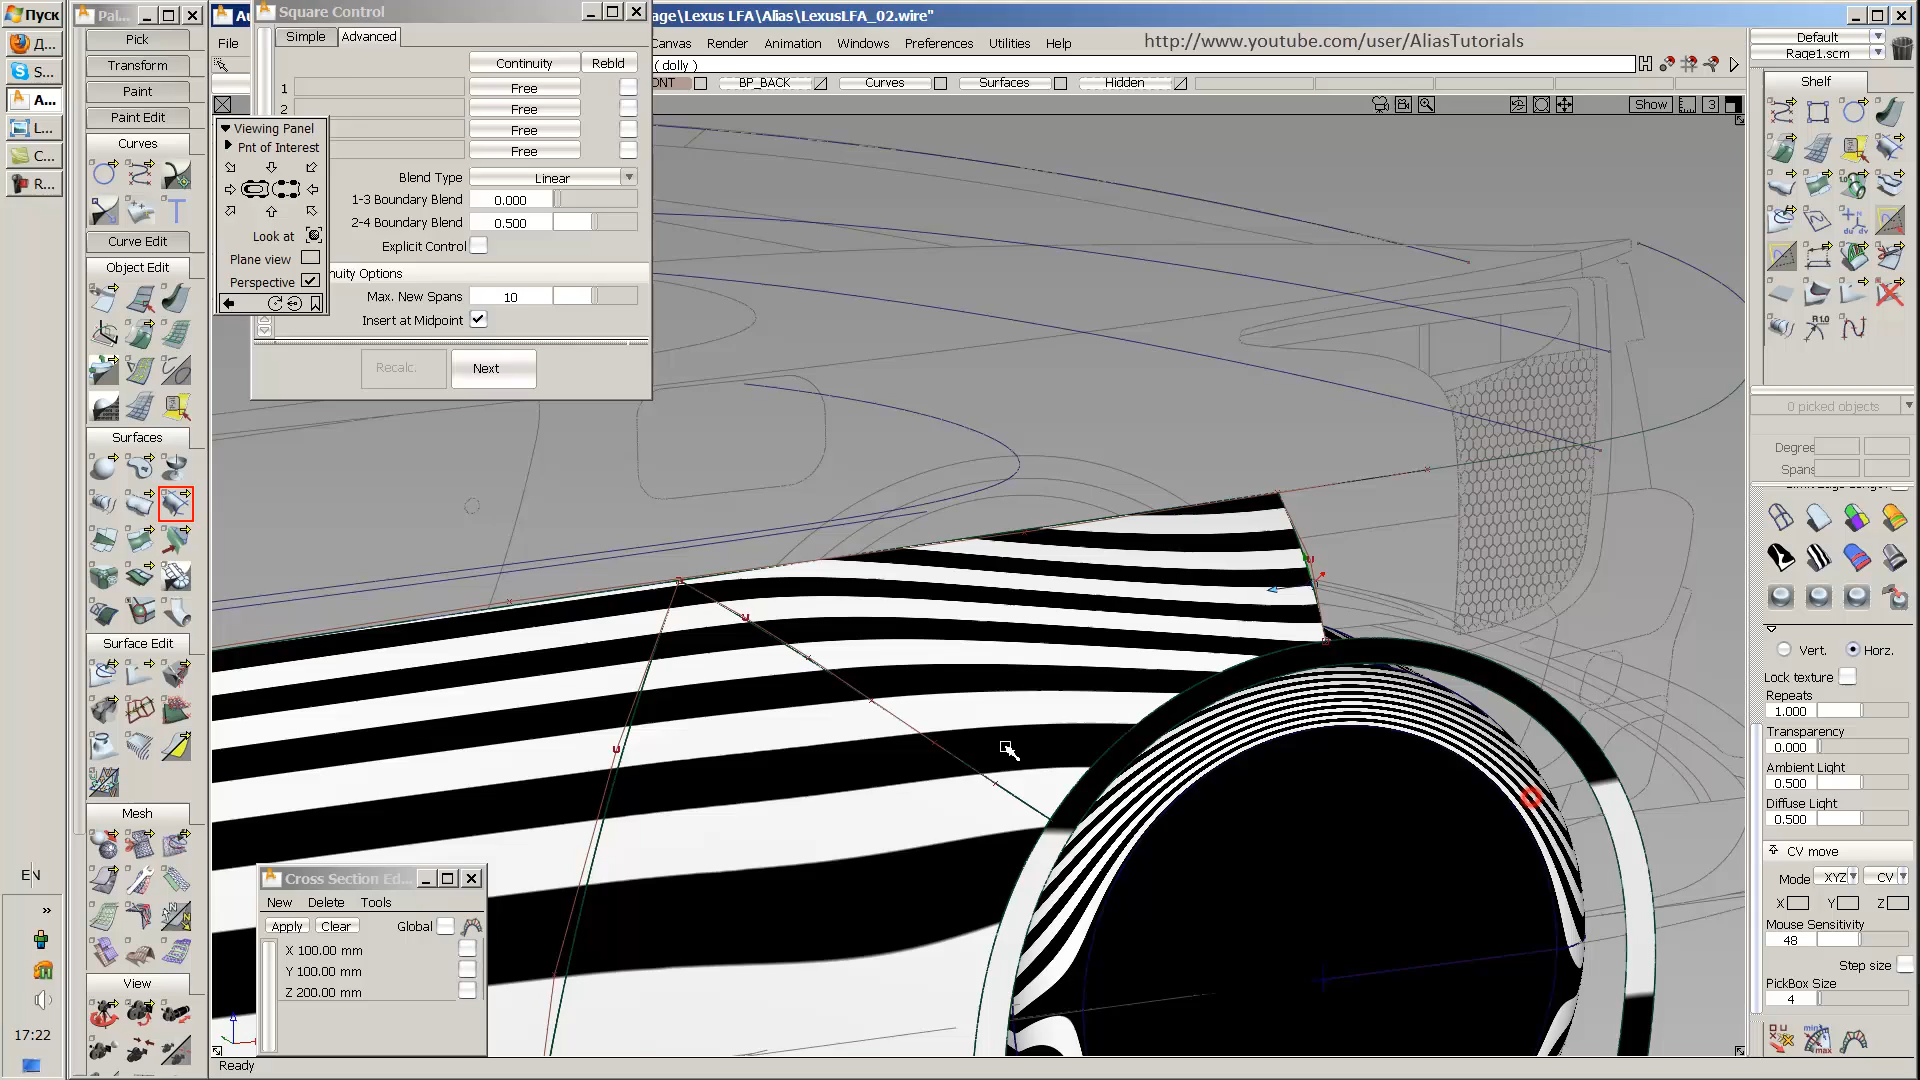 Пуск
Pal...
Square Control
age\Lexus LFA\Alias\LexusLFA_02.wire"
File
Canvas
Render
Animation
Windows
Preferences
Utilities
Help
http://www.youtube.com/user/AliasTutorials
Default
Rage1.scm
( dolly )
BP_BACK
Curves
Surfaces
Hidden
Show
3
Simple
Advanced
Continuity
Rebld
1
Free
2
Free
Free
Free
Blend Type
Linear
1-3 Boundary Blend
0.000
2-4 Boundary Blend
0.500
Explicit Control
nuity Options
Max. New Spans
10
Insert at Midpoint
Recalc.
Next
Viewing Panel
Pnt of Interest
Look at
Plane view
Perspective
Д...
S...
A...
L...
C...
R...
EN
»
17:22
Pick
Transform
Paint
Paint Edit
Curves
Curve Edit
Object Edit
Surfaces
Surface Edit
Mesh
View
Cross Section Ed...
New
Delete
Tools
Apply
Clear
Global
X 100.00 mm
Y 100.00 mm
Z 200.00 mm
Ready
Shelf
0 picked objects
Degree
Spans
Vert.
Horz.
Lock texture
Repeats
1.000
Transparency
0.000
Ambient Light
0.500
Diffuse Light
0.500
CV move
Mode
XYZ
CV
X
Y
Z
Mouse Sensitivity
48
Step size
PickBox Size
4